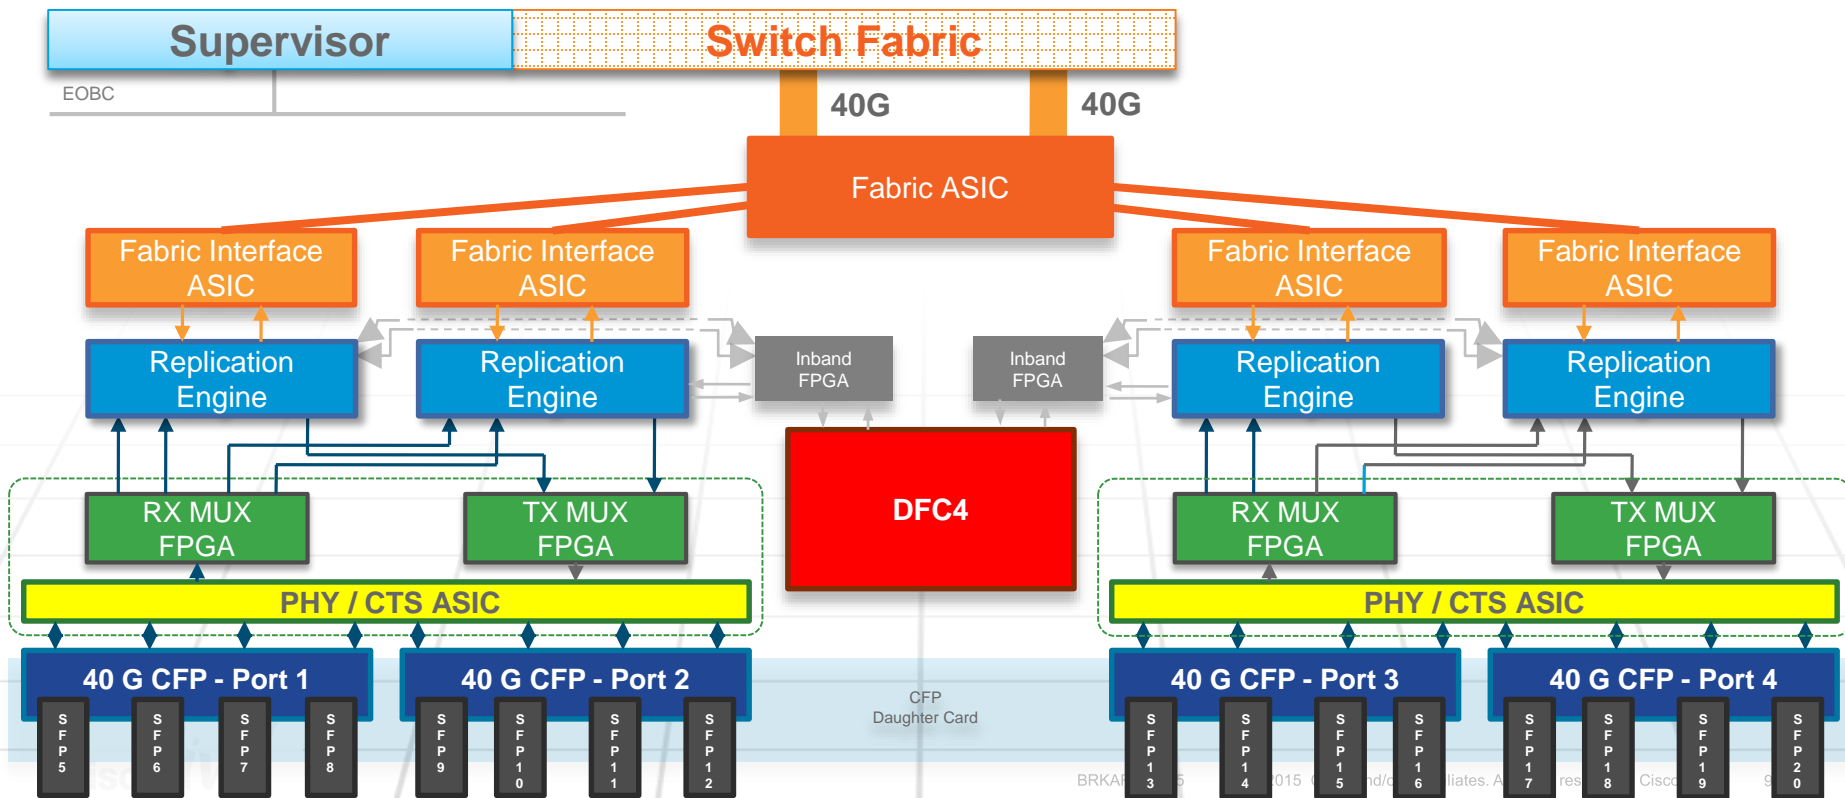 Supervisor
Switch Fabric
EOBC
40G
40G
Fabric ASIC
Fabric Interface
ASIC
Fabric Interface
ASIC
Fabric Interface
ASIC
Fabric Interface
ASIC
Replication
Engine
Replication
Engine
Inband
FPGA
Inband
FPGA
Replication
Engine
Replication
Engine
RX MUX
FPGA
TX MUX
FPGA
DFC4
RX MUX
FPGA
TX MUX
FPGA
PHY / CTS ASIC
PHY / CTS ASIC
40 G CFP - Port 1
40 G CFP - Port 2
CFP
Daughter Card
40 G CFP - Port 3
40 G CFP - Port 4
SFP5
SFP6
SFP7
SFP8
SFP9
SFP10
SFP11
SFP12
SFP13
SFP14
SFP15
SFP16
SFP17
SFP18
SFP19
SFP20
2015
Cisco